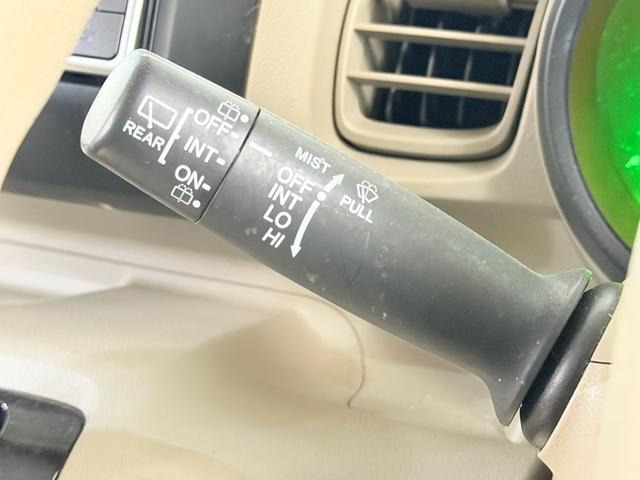 REAR
OFF
INT
ON
MIST
OFF
INT
LO
HI
PULL